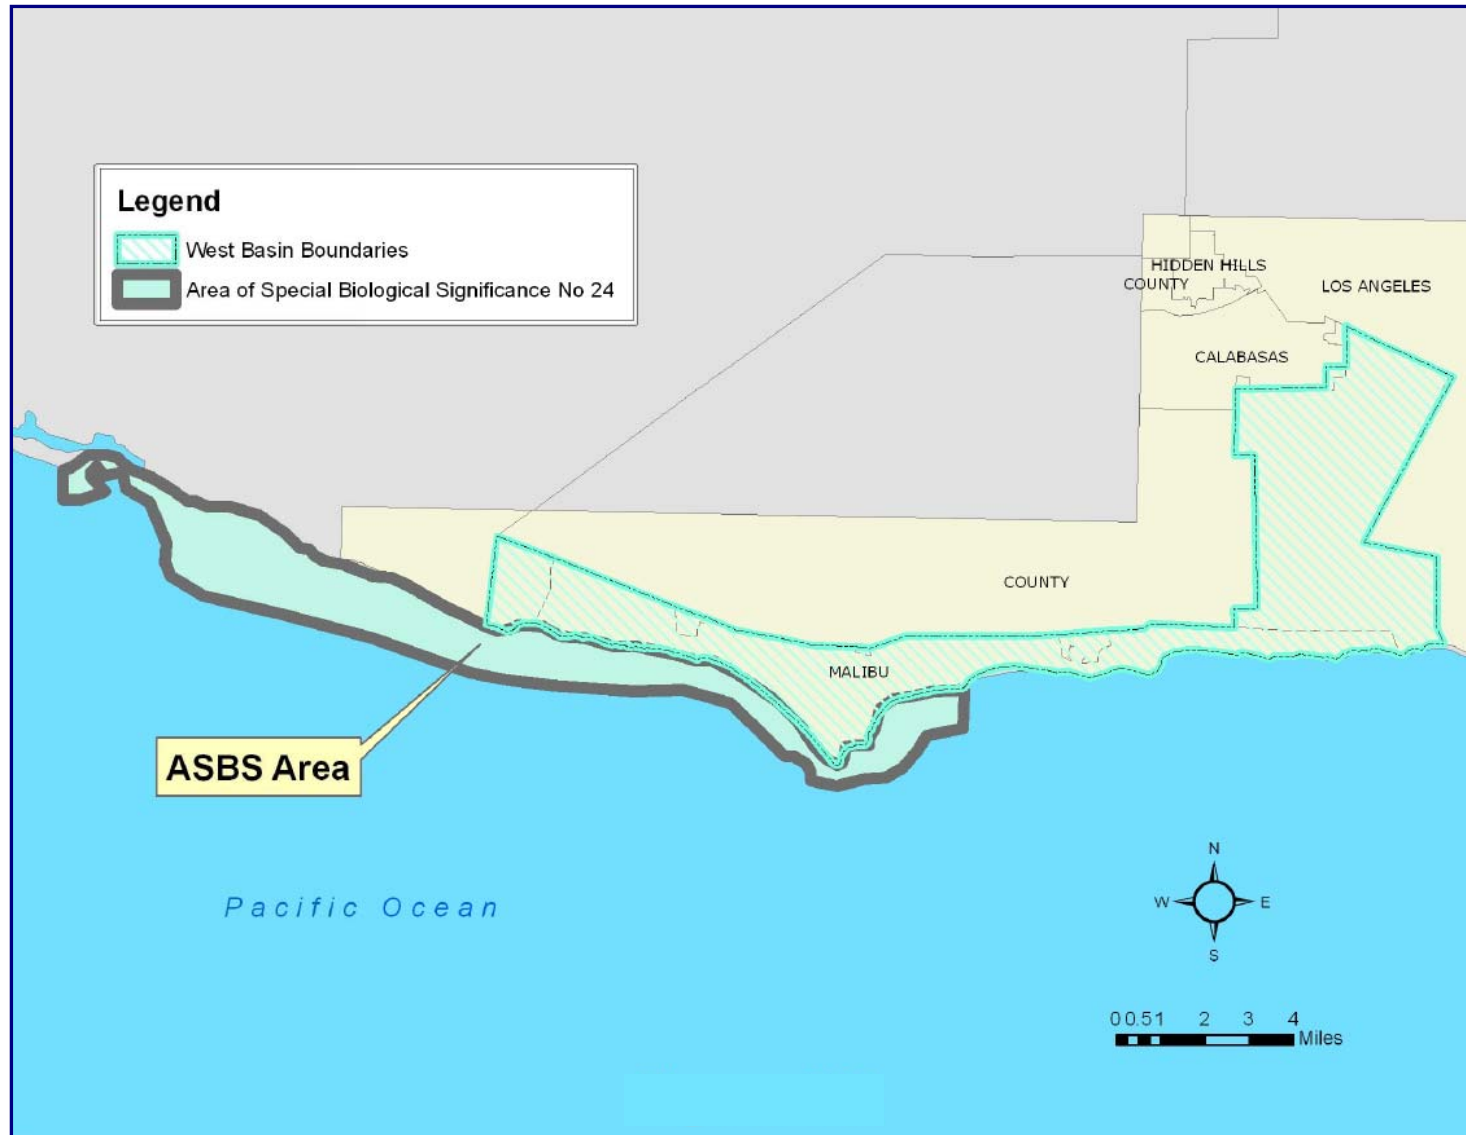 Legend
West Basin Boundaries
Area of Special Biological Significance No 24
HIDDEN HILLS
COUNTY
LOS ANGELES
CALABASAS
COUNTY
MALIBU
ASBS Area
Pacific Ocean
N
W E
S
0 0.5 1 2 3 4
Miles